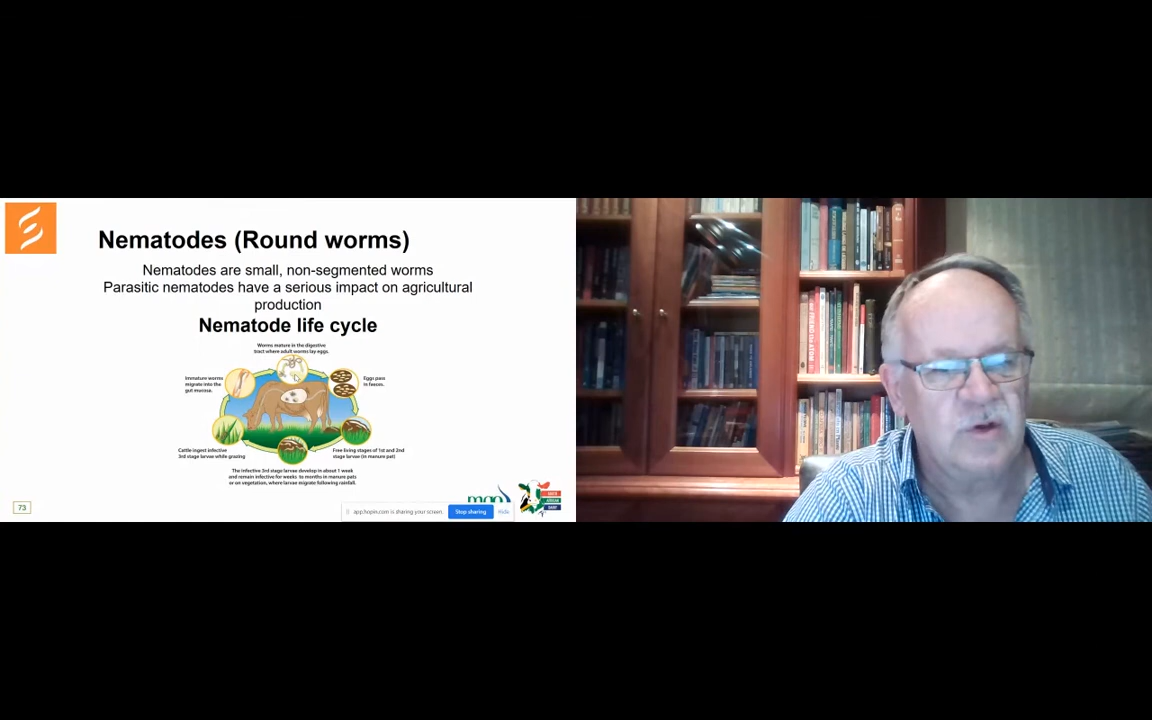 Nematodes (Round worms)
Nematodes are small, non-segmented worms
Parasitic nematodes have a serious impact on agricultural
production
Nematode life cycle
Worms mature in the digestive
tract where adult worms lay eggs.
Immature worms
migrate into the
gut mucosa.
Eggs pass
in feces.
Cattle ingest infective
3rd stage larvae while grazing
Free living stages of 1st and 2nd
stage larvae (in manure pat)
The infective 3rd stage larvae develop in about 1 week
and remain infective for weeks to months in manure pats
or on vegetation, where larvae migrate following rainfall.
73
app.hopin.com is sharing your screen.
Stop sharing
Hide
SOUTH
AFRICAN
DAIRY